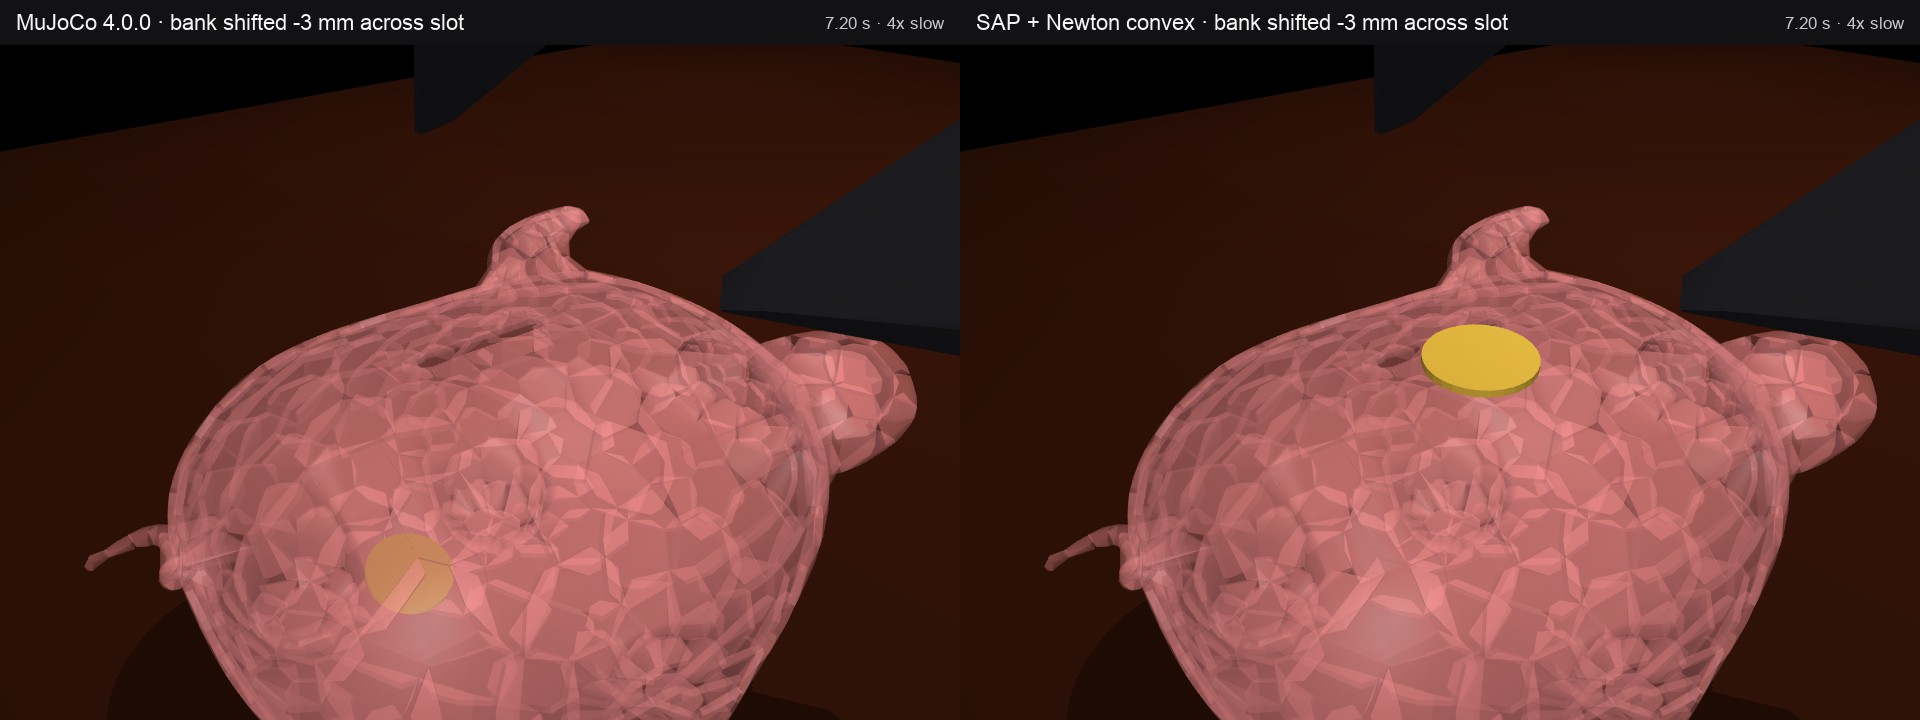 MuJoCo 4.0.0 · bank shifted -3 mm across slot
7.20 s · 4x slow
SAP + Newton convex · bank shifted -3 mm across slot
7.20 s · 4x slow